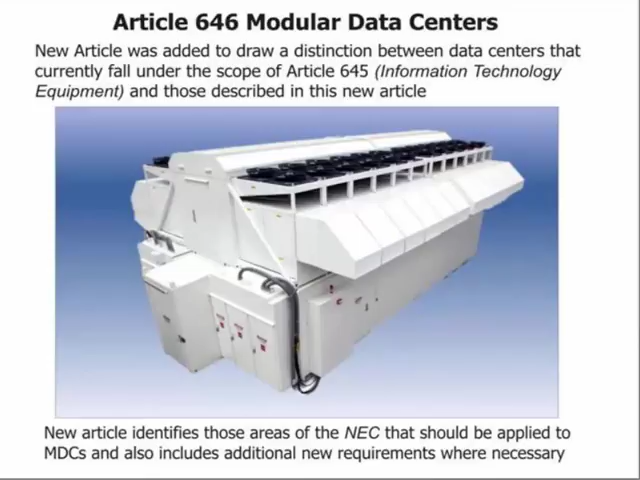 Article 646 Modular Data Centers
New Article was added to draw a distinction between data centers that
currently fall under the scope of Article 645 (Information Technology
Equipment) and those described in this new article
New article identifies those areas of the NEC that should be applied to
MDCs and also includes additional new requirements where necessary